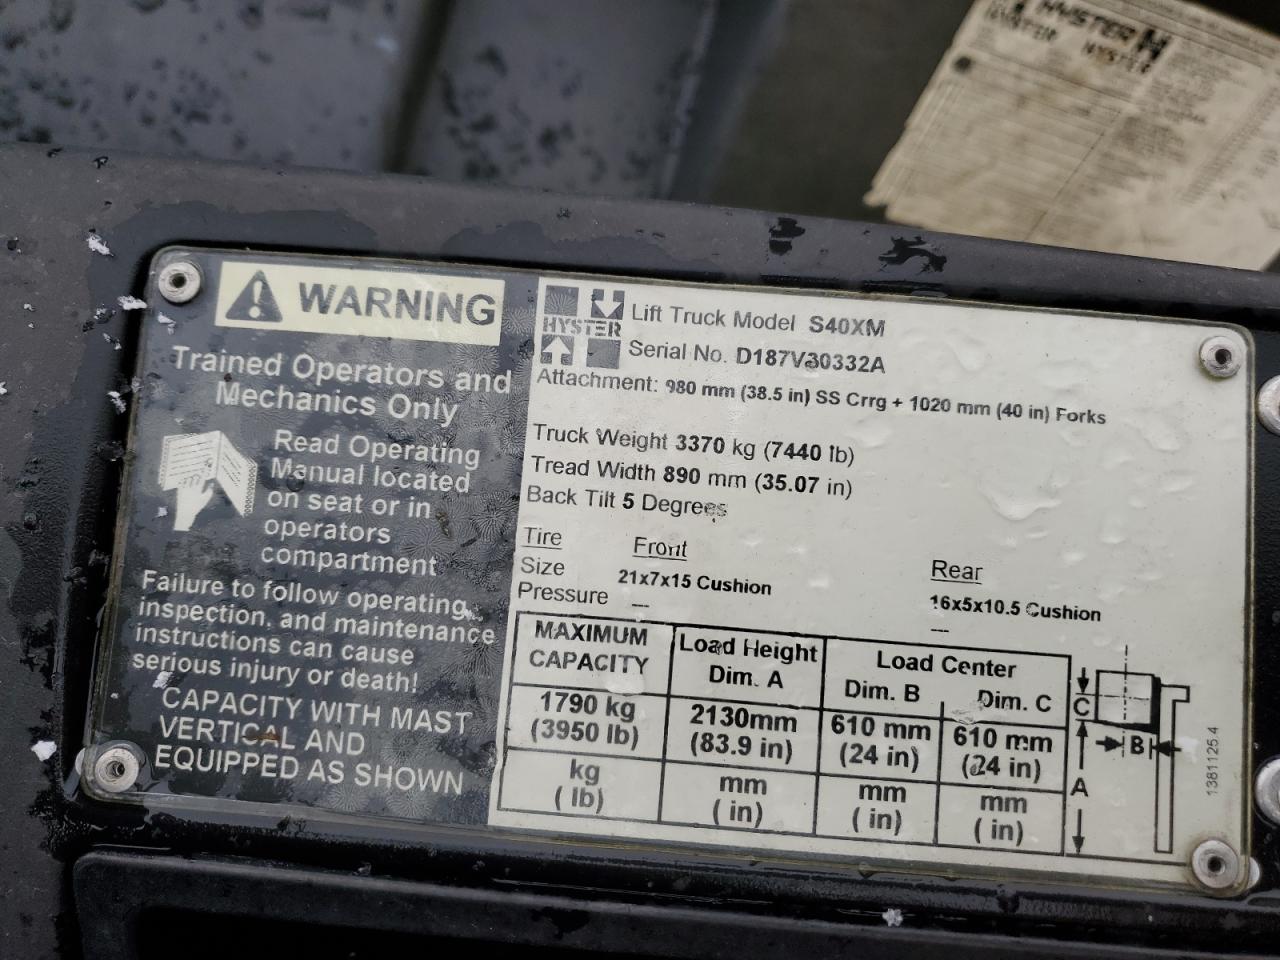 HYSTER
HYSTER HYSTER
WARNING
Trained Operators and
Mechanics Only
Read Operating
Manual located
on seat or in
operators
compartment
Failure to follow operating,
inspection, and maintenance
instructions can cause
serious injury or death!
CAPACITY WITH MAST
VERTICAL AND
EQUIPPED AS SHOWN
HYSTER
Lift Truck Model S40XM
Serial No. D187V30332A
Attachment: 980 mm (38.5 in) SS Crrg + 1020 mm (40 in) Forks
Truck Weight 3370 kg (7440 lb)
Tread Width 890 mm (35.07 in)
Back Tilt 5 Degrees
Tire Front Rear
Size 21x7x15 Cushion 16x5x10.5 Cushion
Pressure --- ---
MAXIMUM CAPACITY Load Height Dim. A Load Center Dim. B Dim. C
1790 kg 2130mm 610 mm 610 mm
(3950 lb) (83.9 in) (24 in) (24 in)
kg mm mm mm
( lb) ( in) ( in) ( in)
C
B
A
1381125 4